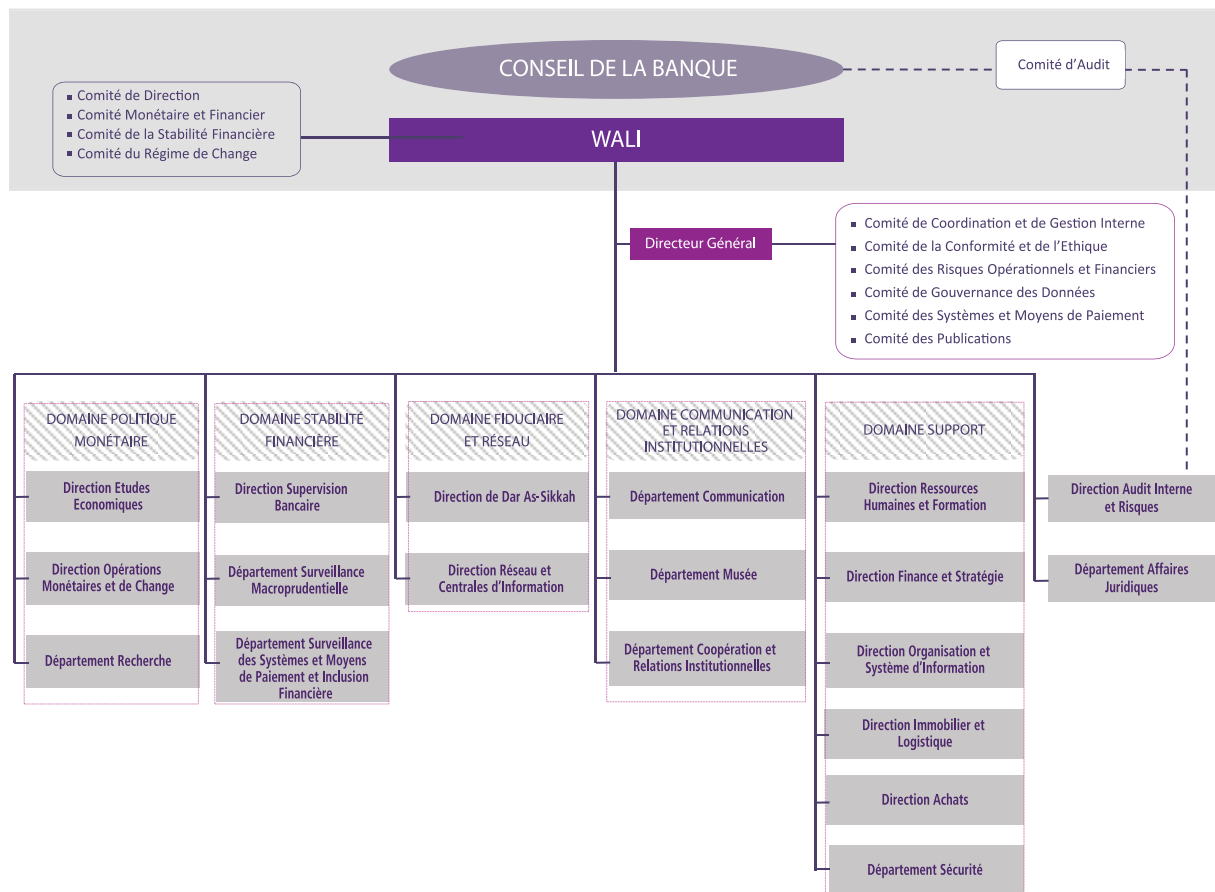 CONSEIL DE LA BANQUE
Comité d'Audit
▪ Comité de Direction
▪ Comité Monétaire et Financier
▪ Comité de la Stabilité Financière
▪ Comité du Régime de Change
WALI
Directeur Général
▪ Comité de Coordination et de Gestion Interne
▪ Comité de la Conformité et de l'Ethique
▪ Comité des Risques Opérationnels et Financiers
▪ Comité de Gouvernance des Données
▪ Comité des Systèmes et Moyens de Paiement
▪ Comité des Publications
DOMAINE POLITIQUE
MONÉTAIRE
Direction Etudes
Economiques
Direction Opérations
Monétaires et de Change
Département Recherche
DOMAINE STABILITÉ
FINANCIÈRE
Direction Supervision
Bancaire
Département Surveillance
Macroprudentielle
Département Surveillance
des Systèmes et Moyens
de Paiement et Inclusion
Financière
DOMAINE FIDUCIAIRE
ET RÉSEAU
Direction de Dar As-Sikkah
Direction Réseau et
Centrales d'Information
DOMAINE COMMUNICATION
ET RELATIONS
INSTITUTIONNELLES
Département Communication
Département Musée
Département Coopération et
Relations Institutionnelles
DOMAINE SUPPORT
Direction Ressources
Humaines et Formation
Direction Finance et Stratégie
Direction Organisation et
Système d'Information
Direction Immobilier et
Logistique
Direction Achats
Département Sécurité
Direction Audit Interne
et Risques
Département Affaires
Juridiques